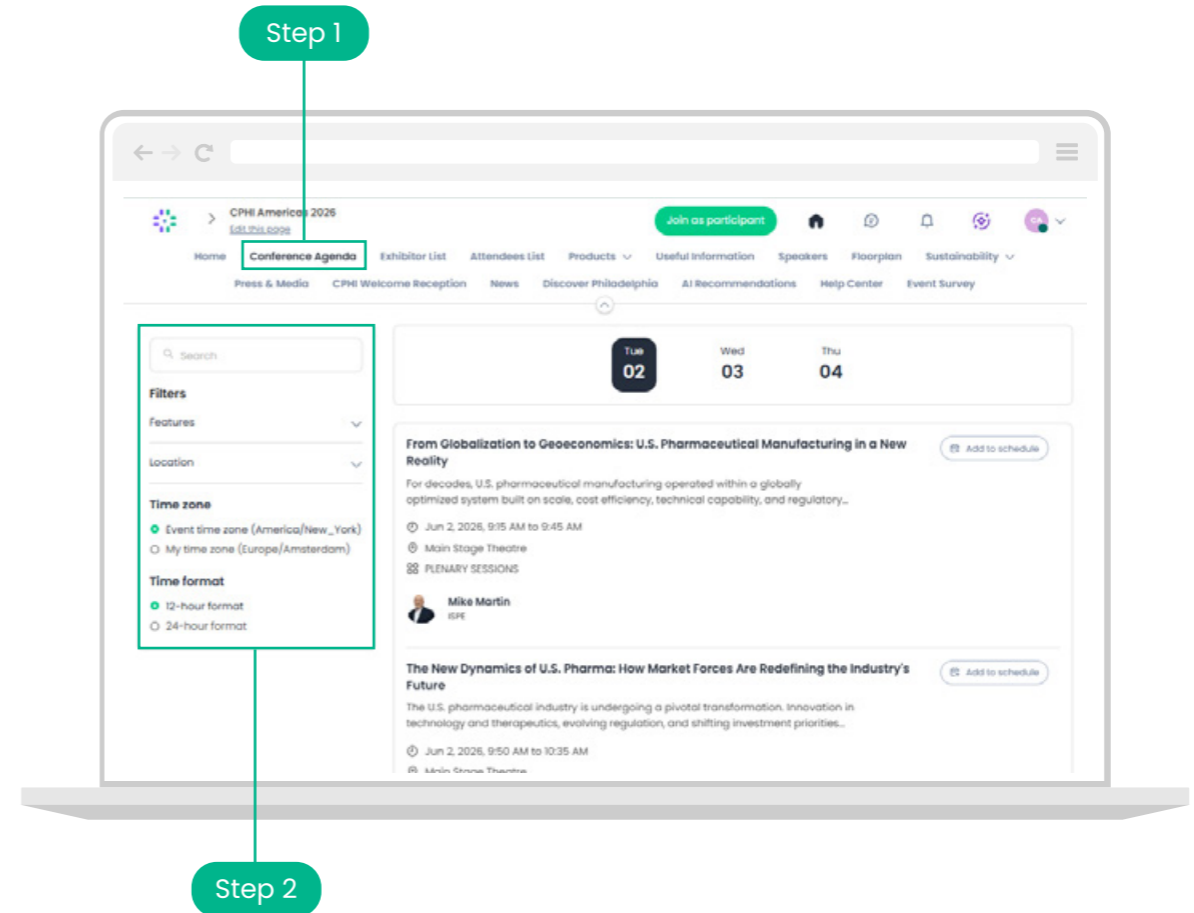 Step 1
CPHI Americas 2026
Edit this page
Join as participant
CA
Home Conference Agenda Exhibitor List Attendees List Products Useful Information Speakers Floorplan Sustainability
Press & Media CPHI Welcome Reception News Discover Philadelphia AI Recommendations Help Center Event Survey
Search
Filters
Features
Location
Time zone
Event time zone (America/New_York)
My time zone (Europe/Amsterdam)
Time format
12-hour format
24-hour format
Tue Wed Thu
02 03 04
From Globalization to Geoeconomics: U.S. Pharmaceutical Manufacturing in a New
Reality
Add to schedule
For decades, U.S. pharmaceutical manufacturing operated within a globally
optimized system built on scale, cost efficiency, technical capability, and regulatory...
Jun 2, 2026, 9:15 AM to 9:45 AM
Main Stage Theatre
PLENARY SESSIONS
Mike Martin
ISPE
The New Dynamics of U.S. Pharma: How Market Forces Are Redefining the Industry's
Future
Add to schedule
The U.S. pharmaceutical industry is undergoing a pivotal transformation. Innovation in
technology and therapeutics, evolving regulation, and shifting investment priorities...
Jun 2, 2026, 9:50 AM to 10:35 AM
Main Stage Theatre
Step 2